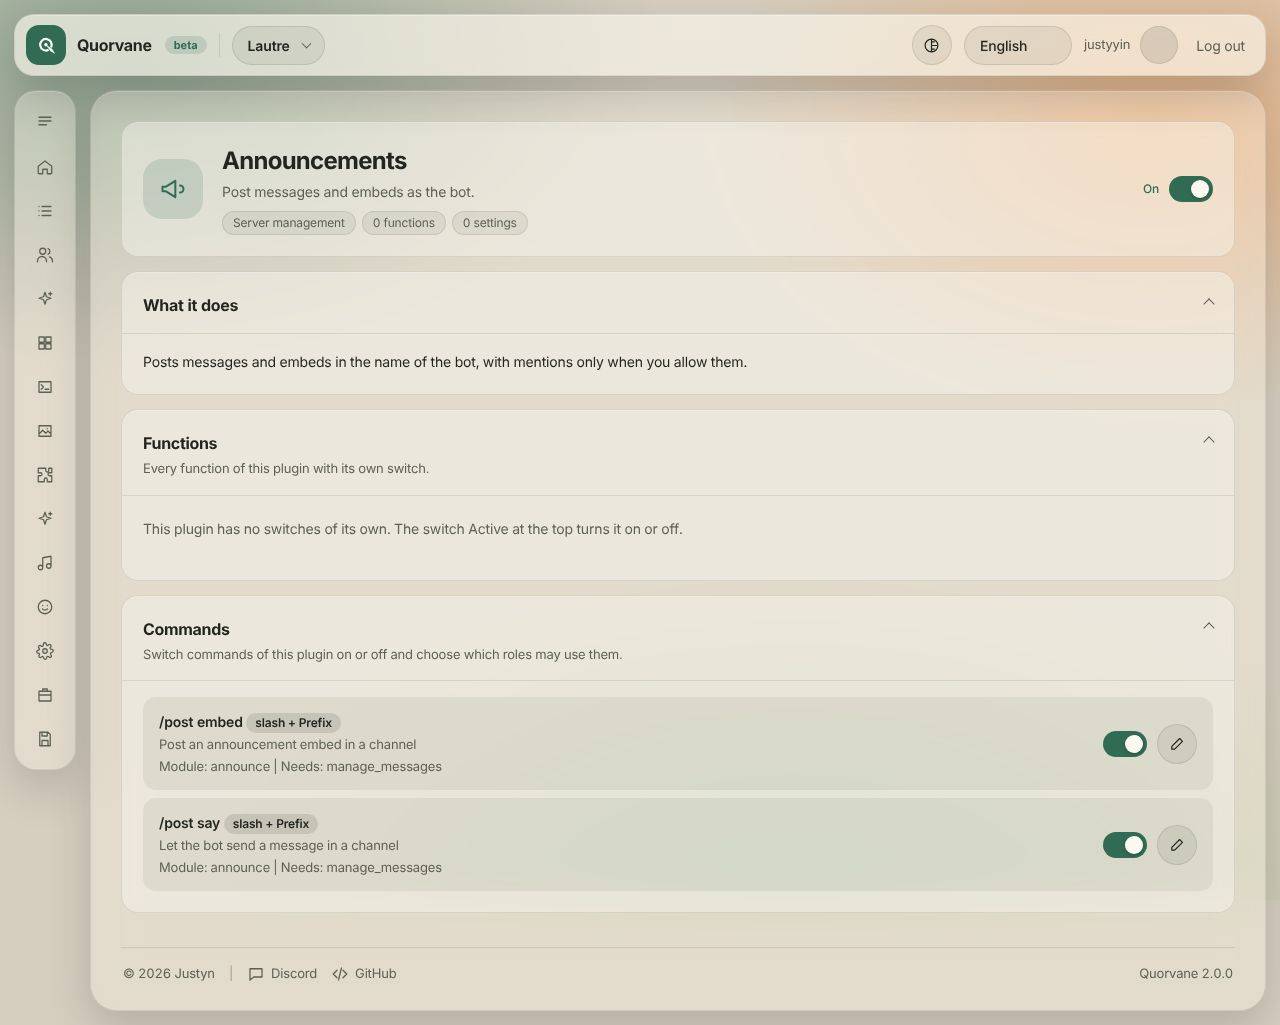 Quorvane beta Lautre English justyyin Log out
Announcements
Post messages and embeds as the bot.
Server management 0 functions 0 settings
On
What it does
Posts messages and embeds in the name of the bot, with mentions only when you allow them.
Functions
Every function of this plugin with its own switch.
This plugin has no switches of its own. The switch Active at the top turns it on or off.
Commands
Switch commands of this plugin on or off and choose which roles may use them.
/post embed slash + Prefix
Post an announcement embed in a channel
Module: announce | Needs: manage_messages
/post say slash + Prefix
Let the bot send a message in a channel
Module: announce | Needs: manage_messages
© 2026 Justyn Discord GitHub Quorvane 2.0.0